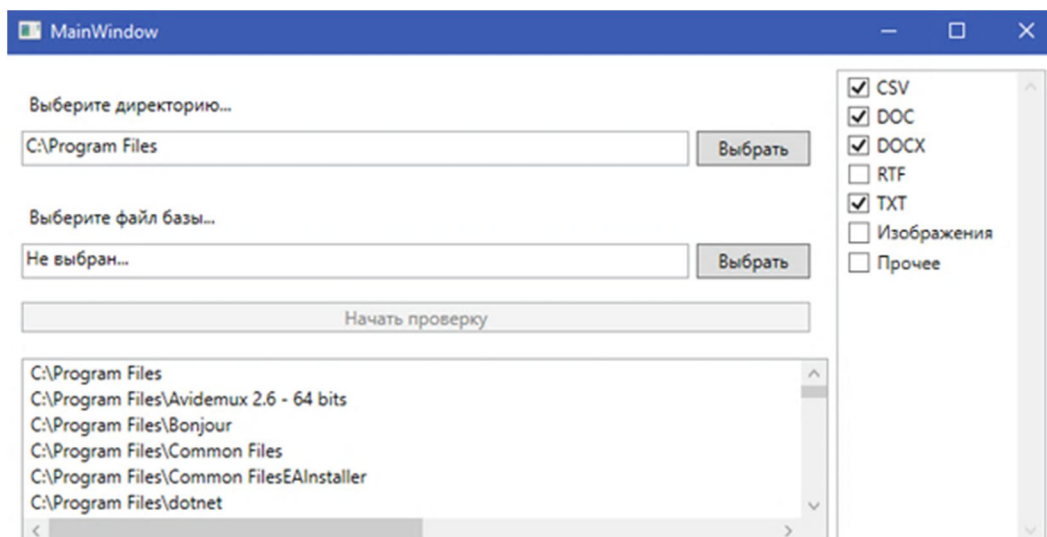 MainWindow
Выберите директорию...
C:\Program Files
Выбрать
Выберите файл базы...
Не выбран...
Выбрать
Начать проверку
C:\Program Files
C:\Program Files\Avidemux 2.6 - 64 bits
C:\Program Files\Bonjour
C:\Program Files\Common Files
C:\Program Files\Common FilesEAInstaller
C:\Program Files\dotnet
CSV
DOC
DOCX
RTF
TXT
Изображения
Прочее